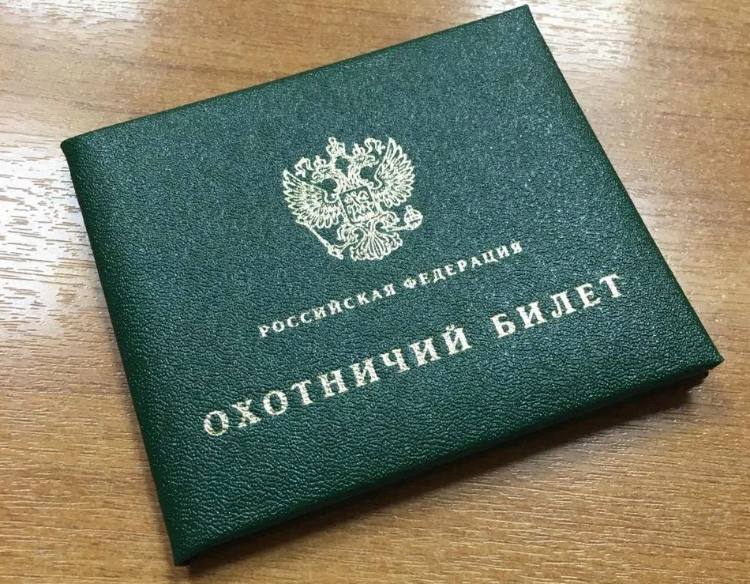 РОССИЙСКАЯ ФЕДЕРАЦИЯ
ОХОТНИЧИЙ БИЛЕТ